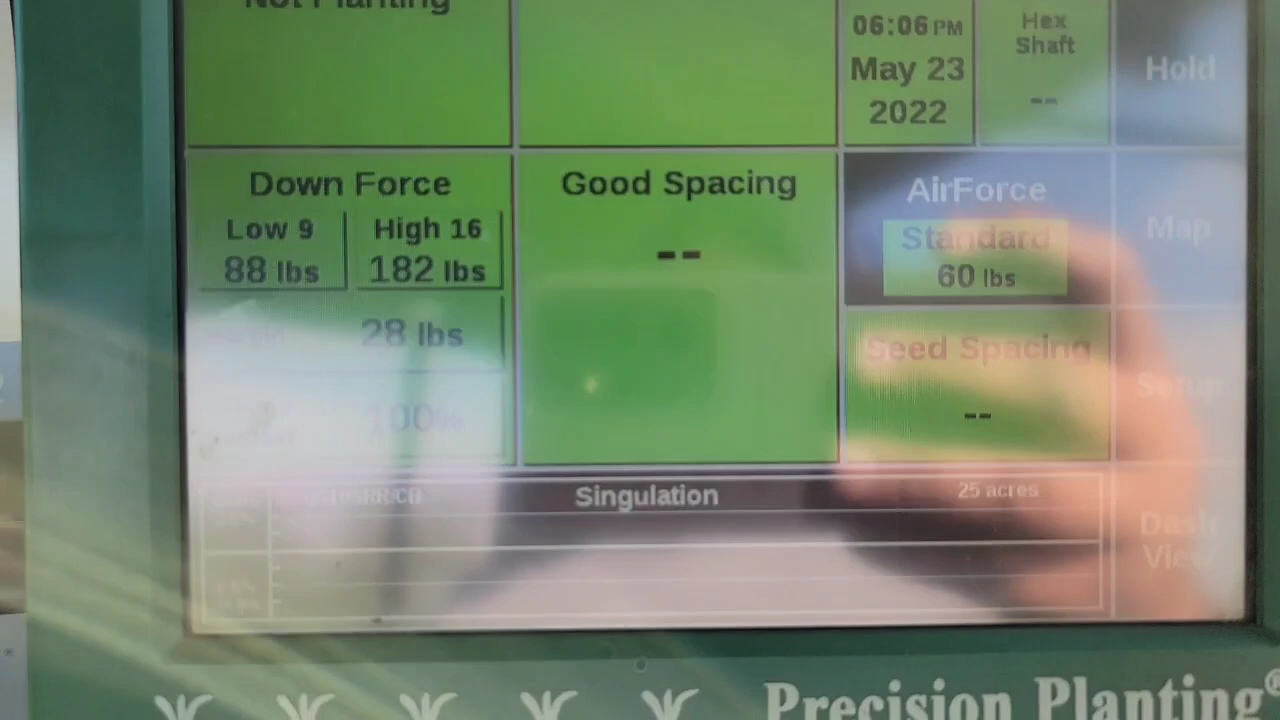 Not Planting
06:06 PM
May 23
2022
Hex
Shaft
--
Hold
Down Force
Low 9
88 lbs
High 16
182 lbs
28 lbs
100%
Good Spacing
--
AirForce
Standard
60 lbs
Map
Seed Spacing
--
Setup
Singulation
25 acres
Dash
View
Precision Planting®